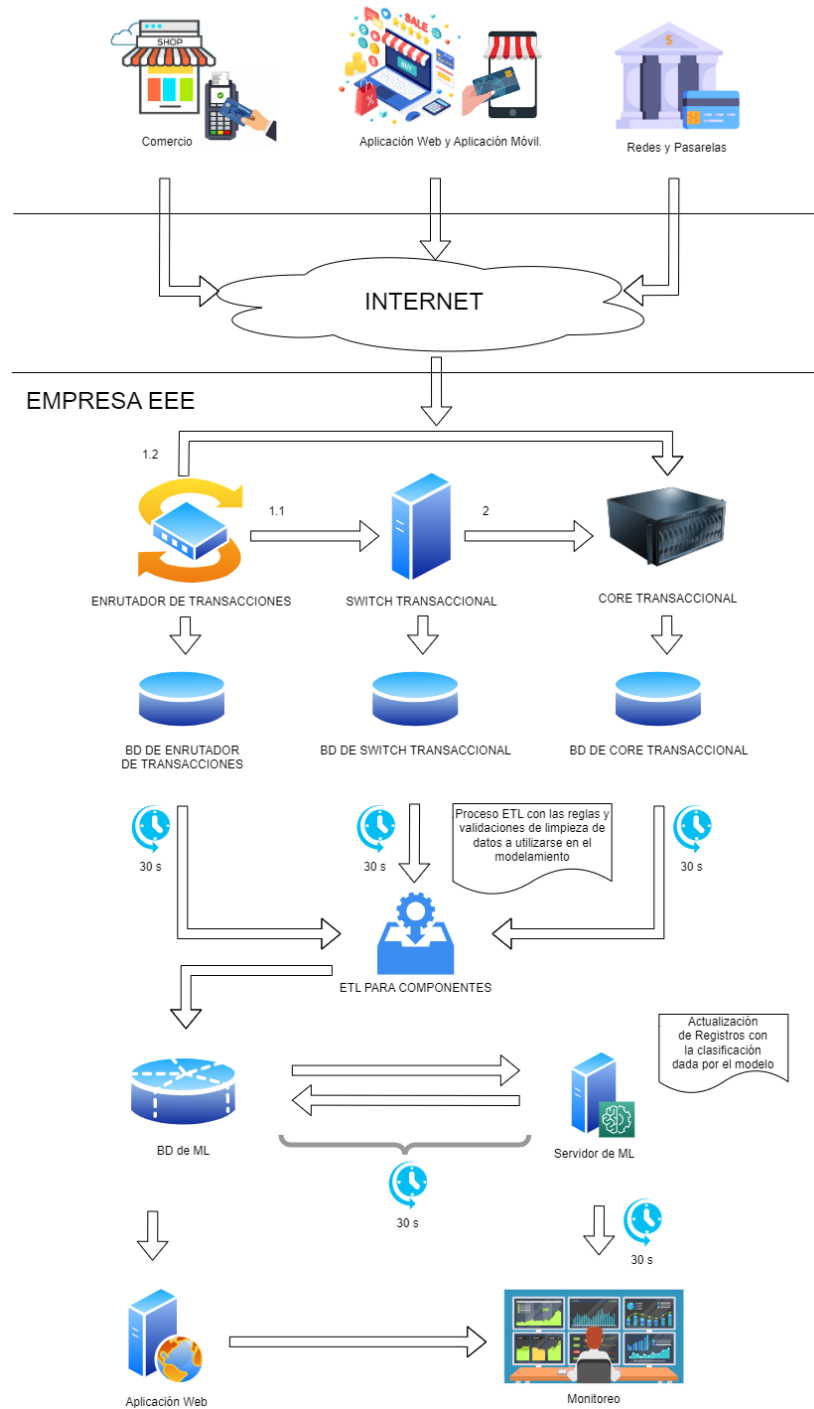 SHOP
SALE
BUY
$
Comercio
Aplicación Web y Aplicación Móvil.
Redes y Pasarelas
INTERNET
EMPRESA EEE
1.2
1.1
2
ENRUTADOR DE TRANSACCIONES
SWITCH TRANSACCIONAL
CORE TRANSACCIONAL
BD DE ENRUTADOR
DE TRANSACCIONES
BD DE SWITCH TRANSACCIONAL
BD DE CORE TRANSACCIONAL
Proceso ETL con las reglas y
validaciones de limpieza de
datos a utilizarse en el
modelamiento
30 s
30 s
30 s
ETL PARA COMPONENTES
Actualización
de Registros con
la clasificación
dada por el modelo
BD de ML
Servidor de ML
30 s
30 s
Aplicación Web
Monitoreo